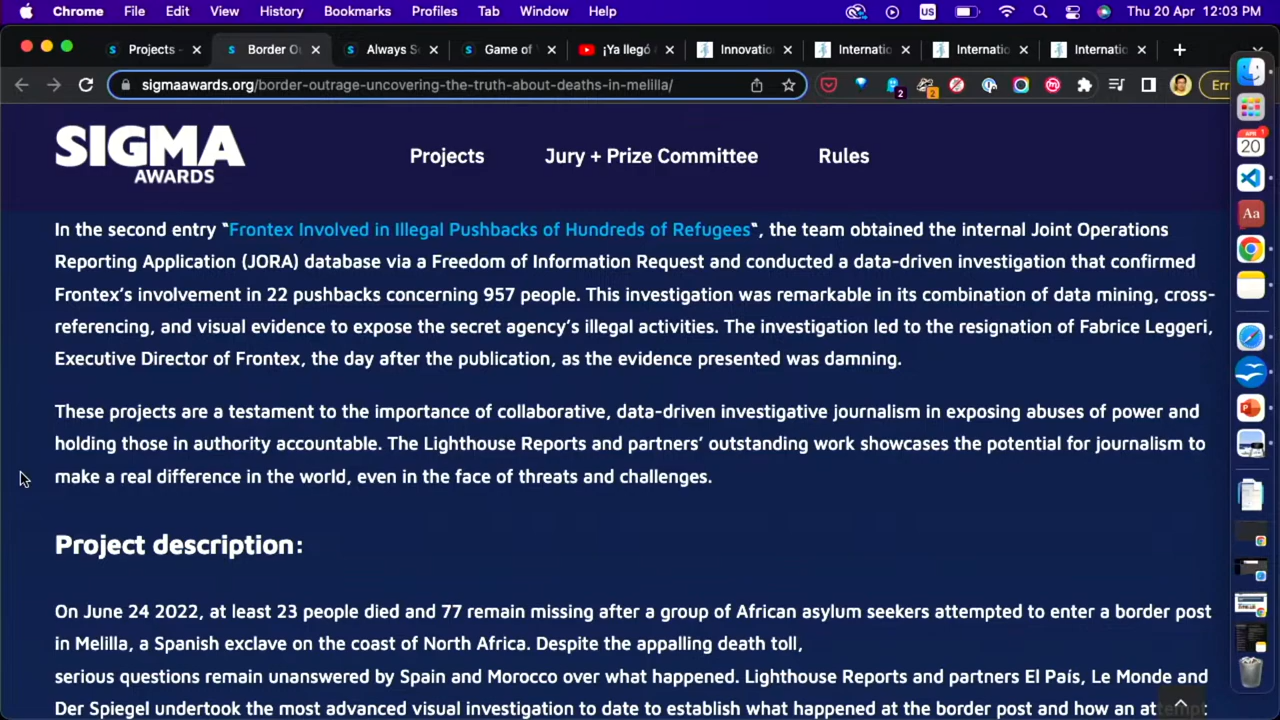 Chrome File Edit View History Bookmarks Profiles Tab Window Help US Thu 20 Apr 12:03 PM
Projects - Border Ou Always S Game of ¡Ya llegó Innovatio Internatio Internatio Internatio
sigmaawards.org/border-outrage-uncovering-the-truth-about-deaths-in-melilla/ 2 2 Err
SIGMA
AWARDS
Projects Jury + Prize Committee Rules
APR 1
20
Aa
In the second entry “Frontex Involved in Illegal Pushbacks of Hundreds of Refugees“, the team obtained the internal Joint Operations
Reporting Application (JORA) database via a Freedom of Information Request and conducted a data-driven investigation that confirmed
Frontex’s involvement in 22 pushbacks concerning 957 people. This investigation was remarkable in its combination of data mining, cross-
referencing, and visual evidence to expose the secret agency’s illegal activities. The investigation led to the resignation of Fabrice Leggeri,
Executive Director of Frontex, the day after the publication, as the evidence presented was damning.
These projects are a testament to the importance of collaborative, data-driven investigative journalism in exposing abuses of power and
holding those in authority accountable. The Lighthouse Reports and partners’ outstanding work showcases the potential for journalism to
make a real difference in the world, even in the face of threats and challenges.
Project description:
On June 24 2022, at least 23 people died and 77 remain missing after a group of African asylum seekers attempted to enter a border post
in Melilla, a Spanish exclave on the coast of North Africa. Despite the appalling death toll,
serious questions remain unanswered by Spain and Morocco over what happened. Lighthouse Reports and partners El País, Le Monde and
Der Spiegel undertook the most advanced visual investigation to date to establish what happened at the border post and how an attempt